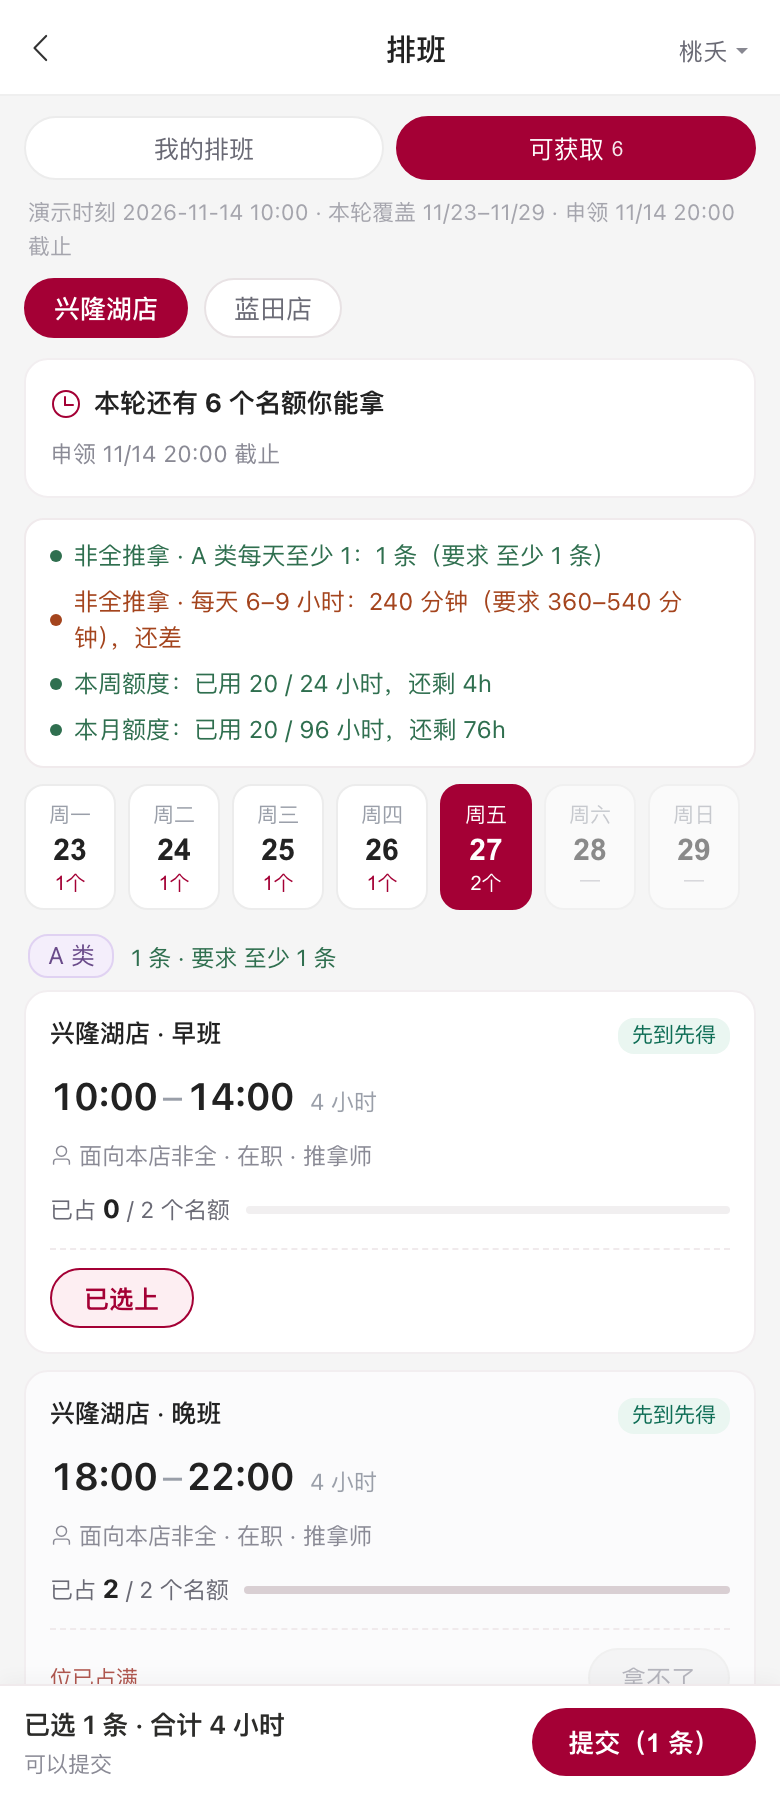 排班
桃夭
我的排班
可获取 6
演示时刻 2026-11-14 10:00 · 本轮覆盖 11/23–11/29 · 申领 11/14 20:00
截止
兴隆湖店
蓝田店
本轮还有 6 个名额你能拿
申领 11/14 20:00 截止
非全推拿 · A 类每天至少 1：1 条（要求 至少 1 条）
非全推拿 · 每天 6–9 小时：240 分钟（要求 360–540 分
钟），还差
本周额度：已用 20 / 24 小时，还剩 4h
本月额度：已用 20 / 96 小时，还剩 76h
周一 周二 周三 周四 周五 周六 周日
23 24 25 26 27 28 29
1个 1个 1个 1个 2个 — —
A 类 1 条 · 要求 至少 1 条
兴隆湖店 · 早班 先到先得
10:00–14:00 4 小时
面向本店非全 · 在职 · 推拿师
已占 0 / 2 个名额
已选上
兴隆湖店 · 晚班 先到先得
18:00–22:00 4 小时
面向本店非全 · 在职 · 推拿师
已占 2 / 2 个名额
位已占满 拿不了
已选 1 条 · 合计 4 小时
可以提交
提交（1 条）